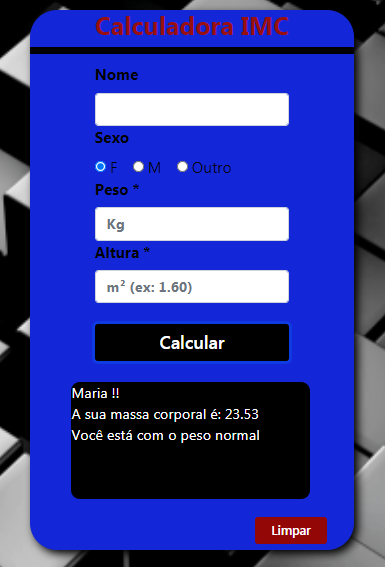 Calculadora IMC
Nome
Sexo
F M Outro
Peso *
Kg
Altura *
m² (ex: 1.60)
Calcular
Maria !!
A sua massa corporal é: 23.53
Você está com o peso normal
Limpar